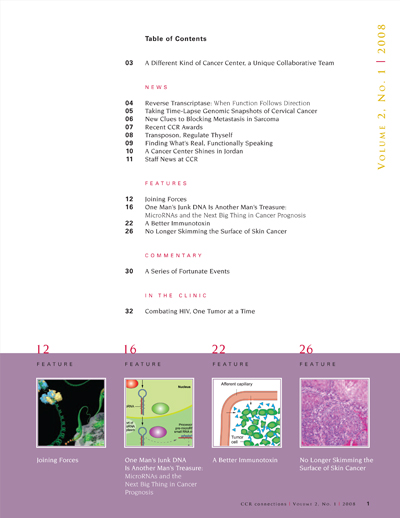 Table of Contents
03 A Different Kind of Cancer Center, a Unique Collaborative Team
NEWS
04 Reverse Transcriptase: When Function Follows Direction
05 Taking Time-Lapse Genomic Snapshots of Cervical Cancer
06 New Clues to Blocking Metastasis in Sarcoma
07 Recent CCR Awards
08 Transposon, Regulate Thyself
09 Finding What's Real, Functionally Speaking
10 A Cancer Center Shines in Jordan
11 Staff News at CCR
FEATURES
12 Joining Forces
16 One Man's Junk DNA Is Another Man's Treasure:
MicroRNAs and the Next Big Thing in Cancer Prognosis
22 A Better Immunotoxin
26 No Longer Skimming the Surface of Skin Cancer
COMMENTARY
30 A Series of Fortunate Events
IN THE CLINIC
32 Combating HIV, One Tumor at a Time
VOLUME 2, NO. 1 | 2008
12
FEATURE
Joining Forces
16
FEATURE
Nucleus
One Man's Junk DNA
Is Another Man's Treasure:
MicroRNAs and the
Next Big Thing in Cancer
Prognosis
22
FEATURE
Afferent capillary
Tumor
cell
A Better Immunotoxin
26
FEATURE
No Longer Skimming the
Surface of Skin Cancer
CCR CONNECTIONS | VOLUME 2, NO. 1 | 2008 1